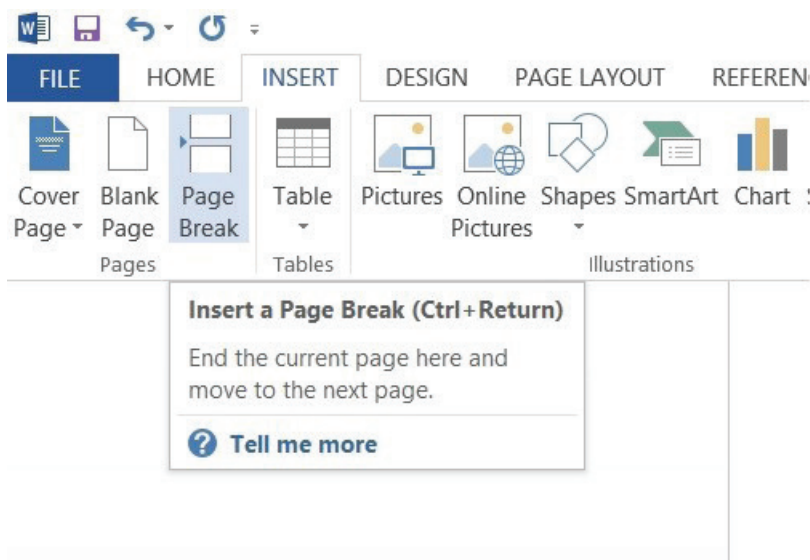 W
FILE HOME INSERT DESIGN PAGE LAYOUT REFEREN
Cover Blank Page Table Pictures Online Shapes SmartArt Chart
Page Page Break Pictures
Pages Tables Illustrations
Insert a Page Break (Ctrl+Return)
End the current page here and
move to the next page.
? Tell me more